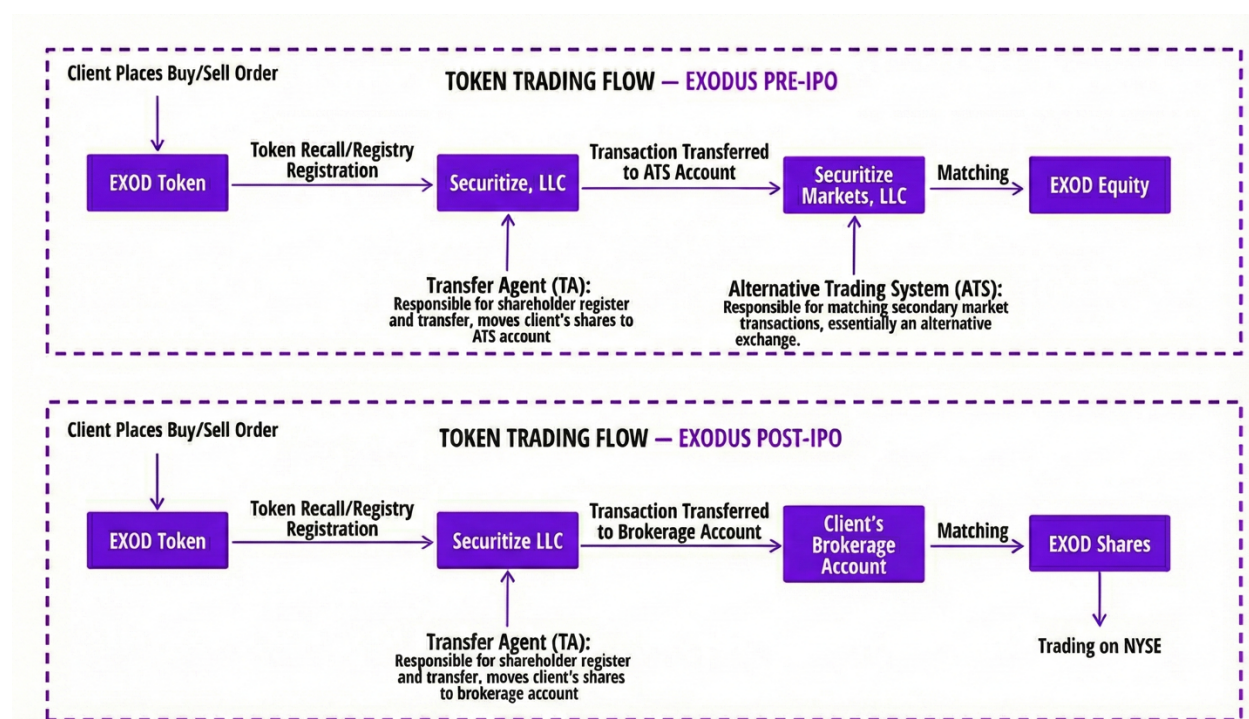 Client Places Buy/Sell Order
TOKEN TRADING FLOW — EXODUS PRE-IPO
EXOD Token
Token Recall/Registry
Registration
Securitize, LLC
Transaction Transferred
to ATS Account
Securitize
Markets, LLC
Matching
EXOD Equity
Transfer Agent (TA):
Responsible for shareholder register
and transfer, moves client's shares to
ATS account
Alternative Trading System (ATS):
Responsible for matching secondary market
transactions, essentially an alternative
exchange.
Client Places Buy/Sell Order
TOKEN TRADING FLOW — EXODUS POST-IPO
EXOD Token
Token Recall/Registry
Registration
Securitize LLC
Transaction Transferred
to Brokerage Account
Client's
Brokerage
Account
Matching
EXOD Shares
Trading on NYSE
Transfer Agent (TA):
Responsible for shareholder register
and transfer, moves client's shares
to brokerage account